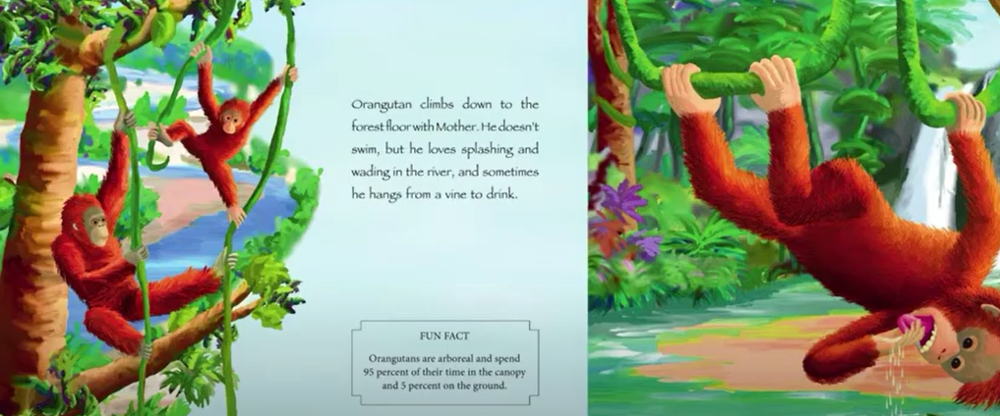 Orangutan climbs down to the
forest floor with Mother. He doesn't
swim, but he loves splashing and
wading in the river, and sometimes
he hangs from a vine to drink.
FUN FACT
Orangutans are arboreal and spend
95 percent of their time in the canopy
and 5 percent on the ground.